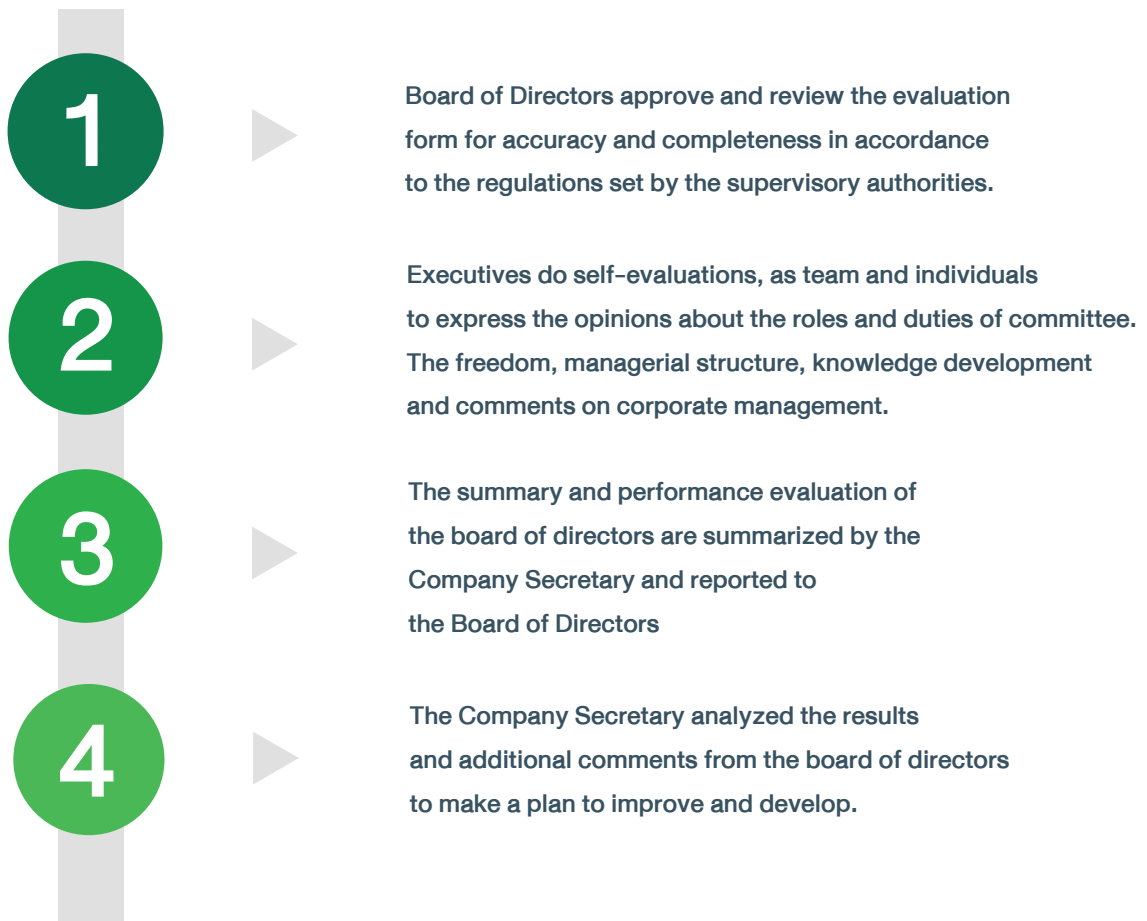 1
Board of Directors approve and review the evaluation
form for accuracy and completeness in accordance
to the regulations set by the supervisory authorities.
2
Executives do self-evaluations, as team and individuals
to express the opinions about the roles and duties of committee.
The freedom, managerial structure, knowledge development
and comments on corporate management.
3
The summary and performance evaluation of
the board of directors are summarized by the
Company Secretary and reported to
the Board of Directors
4
The Company Secretary analyzed the results
and additional comments from the board of directors
to make a plan to improve and develop.